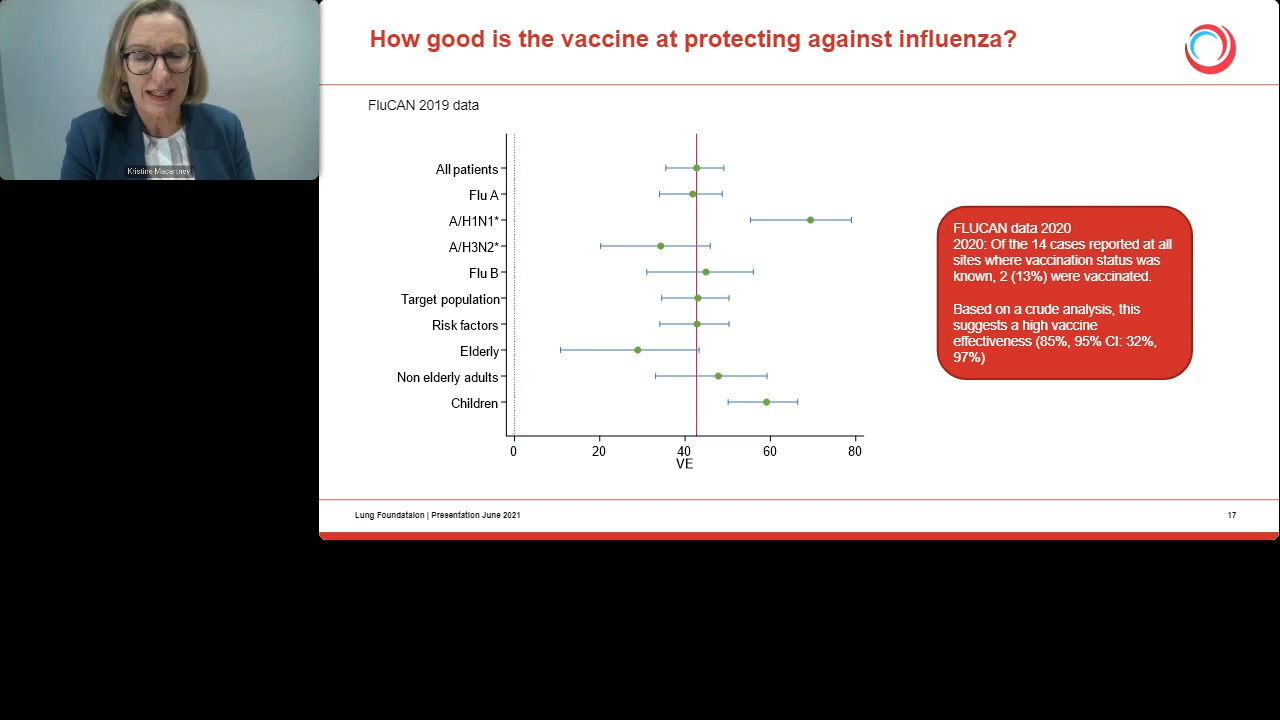 Kristine Macartney
How good is the vaccine at protecting against influenza?
FluCAN 2019 data
All patients
Flu A
A/H1N1*
A/H3N2*
Flu B
Target population
Risk factors
Elderly
Non elderly adults
Children
0 20 40 60 80
VE
FLUCAN data 2020
2020: Of the 14 cases reported at all
sites where vaccination status was
known, 2 (13%) were vaccinated.
Based on a crude analysis, this
suggests a high vaccine
effectiveness (85%, 95% CI: 32%,
97%)
Lung Foundataion | Presentation June 2021
17